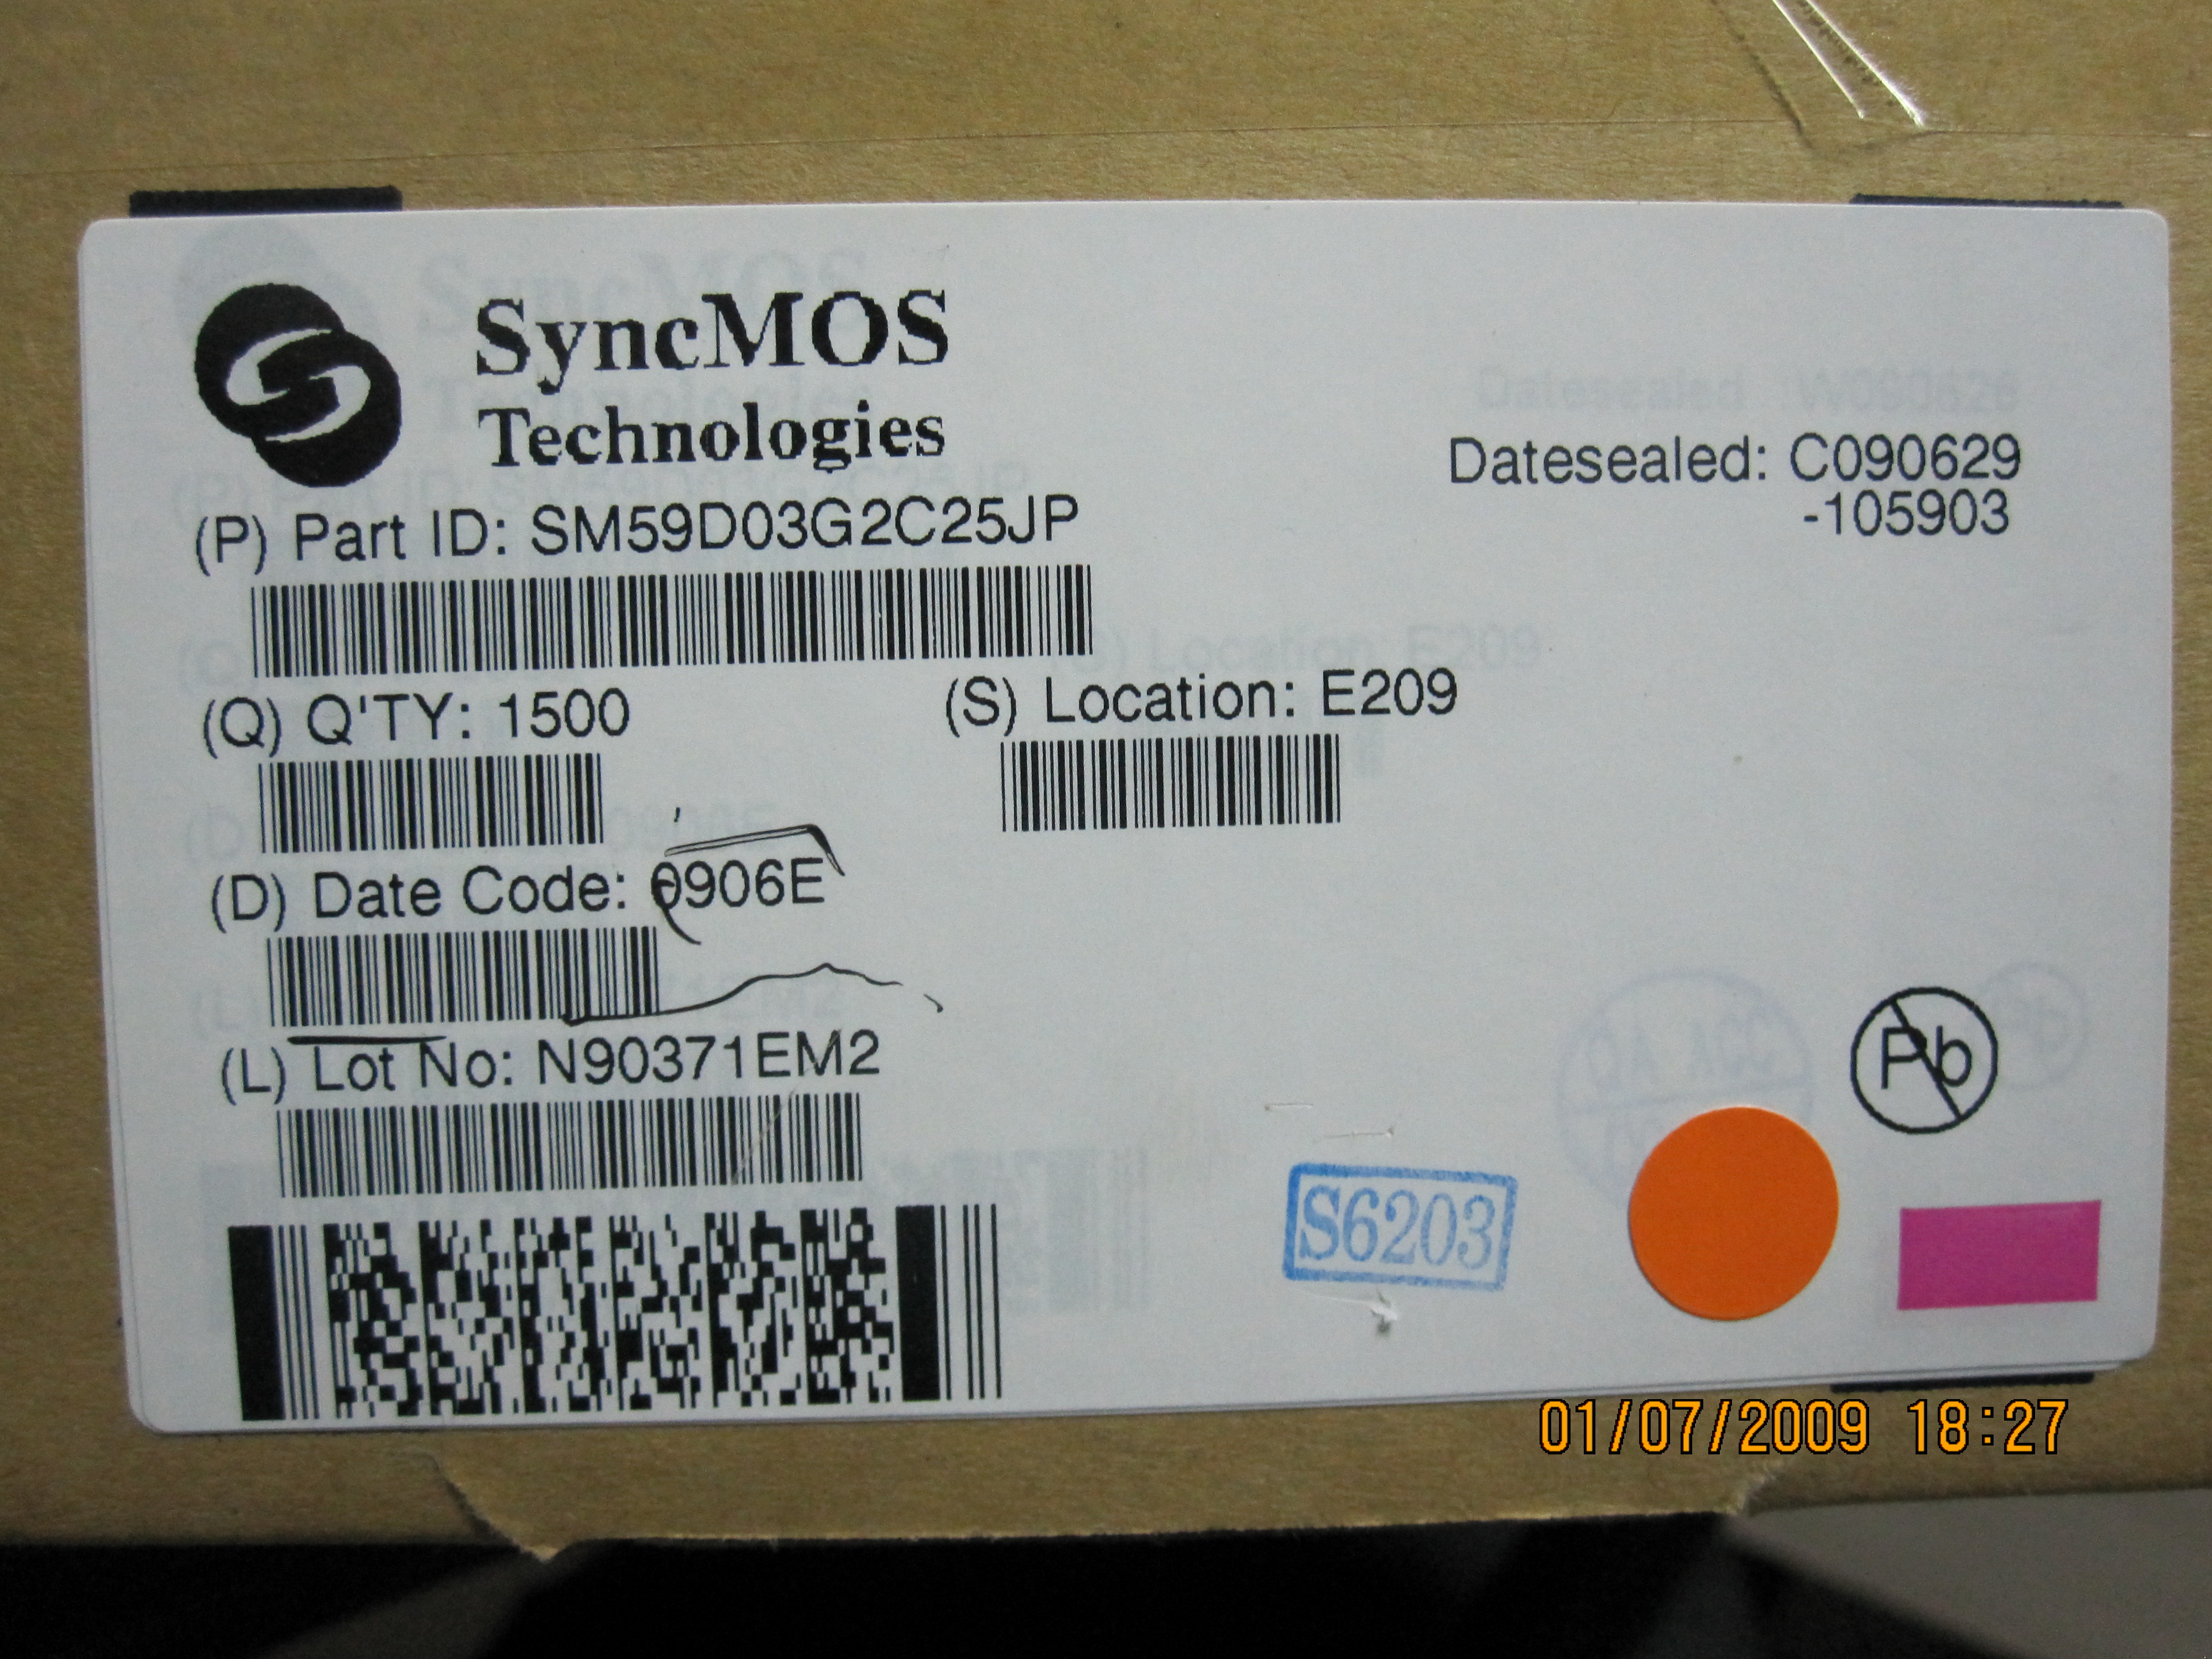 SyncMOS
Technologies
Datesealed: C090629
-105903
(P) Part ID: SM59D03G2C25JP
(Q) Q'TY: 1500
(S) Location: E209
(D) Date Code: 0906E
(L) Lot No: N90371EM2
Pb
S6203
01/07/2009 18:27